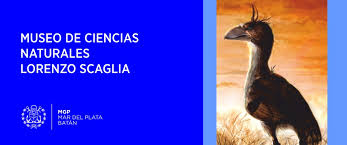 MUSEO DE CIENCIAS
NATURALES
LORENZO SCAGLIA
MGP
MAR DEL PLATA
BATÁN